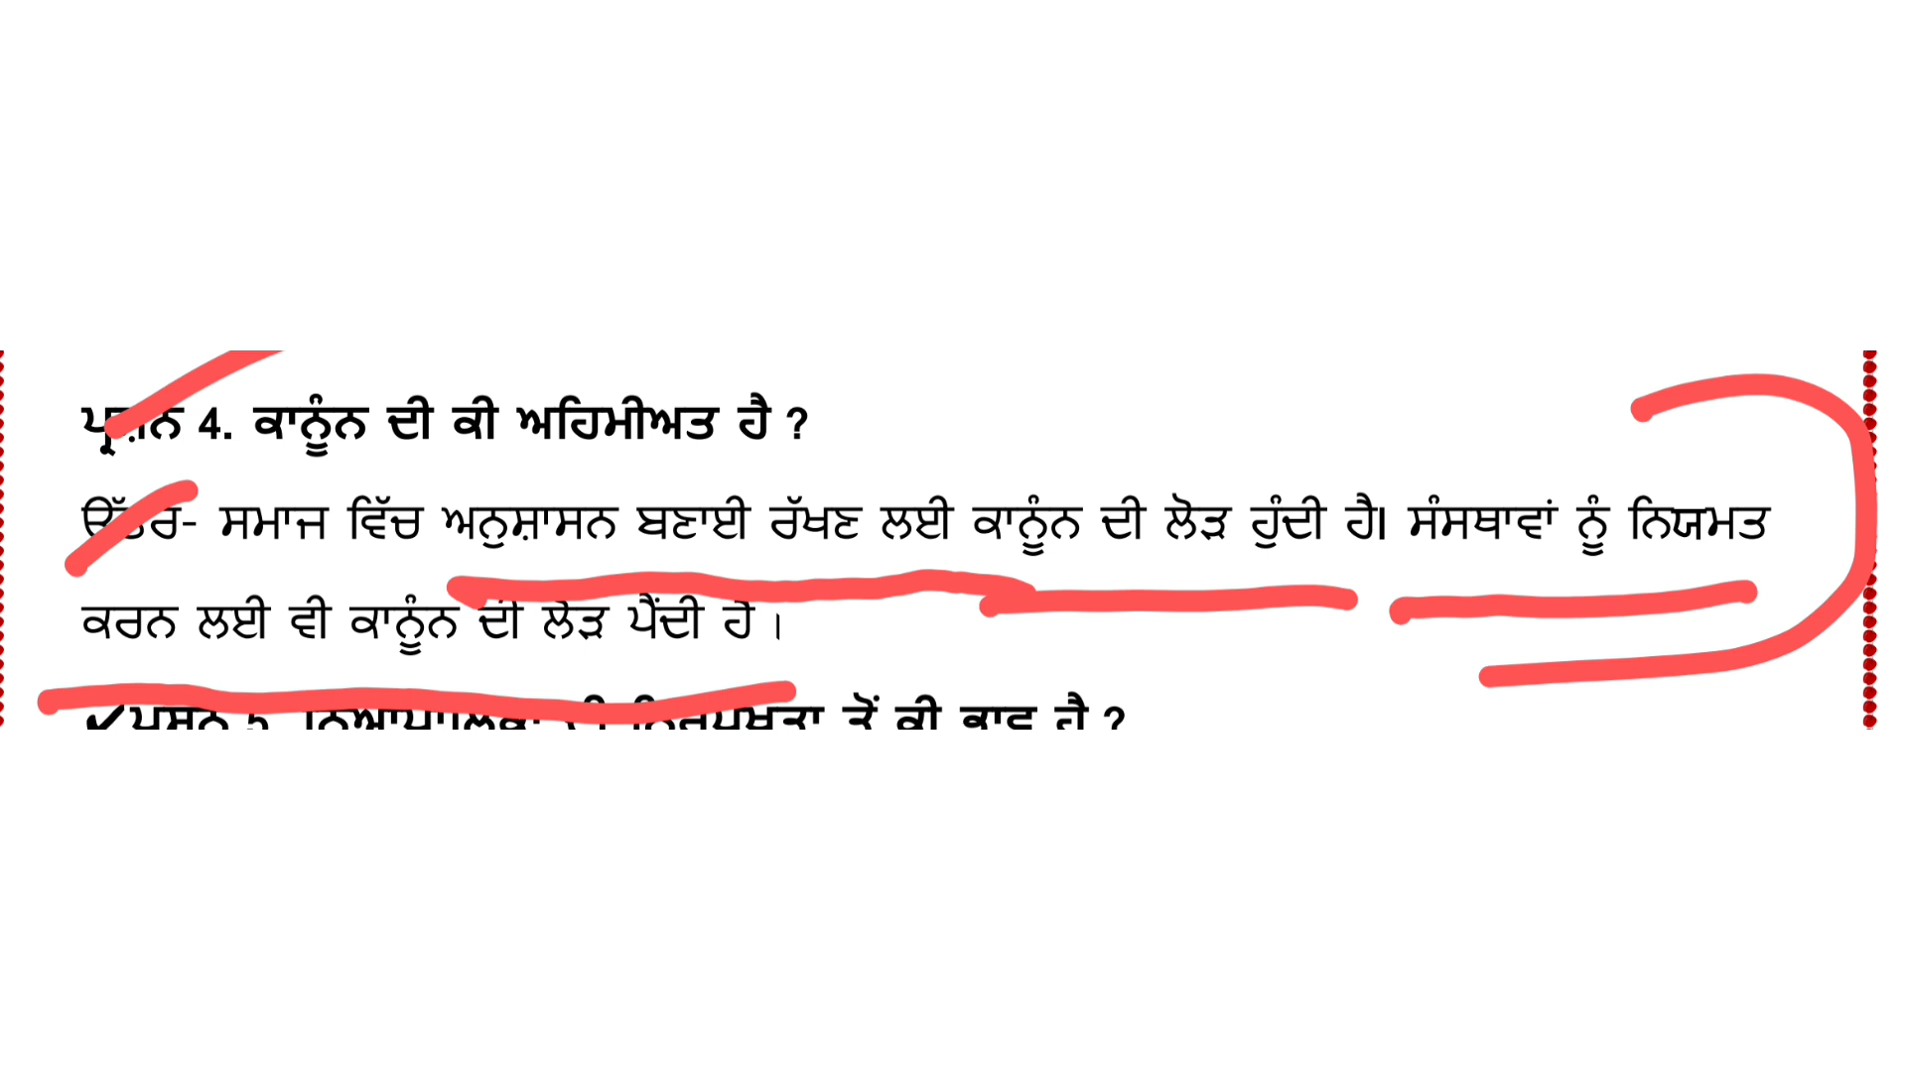 ਪ੍ਰਸ਼ਨ 4. ਕਾਨੂੰਨ ਦੀ ਕੀ ਅਹਿਮੀਅਤ ਹੈ ?
ਉੱਤਰ- ਸਮਾਜ ਵਿੱਚ ਅਨੁਸ਼ਾਸਨ ਬਣਾਈ ਰੱਖਣ ਲਈ ਕਾਨੂੰਨ ਦੀ ਲੋੜ ਹੁੰਦੀ ਹੈ। ਸੰਸਥਾਵਾਂ ਨੂੰ ਨਿਯਮਤ
ਕਰਨ ਲਈ ਵੀ ਕਾਨੂੰਨ ਦੀ ਲੋੜ ਪੈਂਦੀ ਹੈ ।
ਤੋਂ ਕੀ ਭਾਵ ਹੈ ?